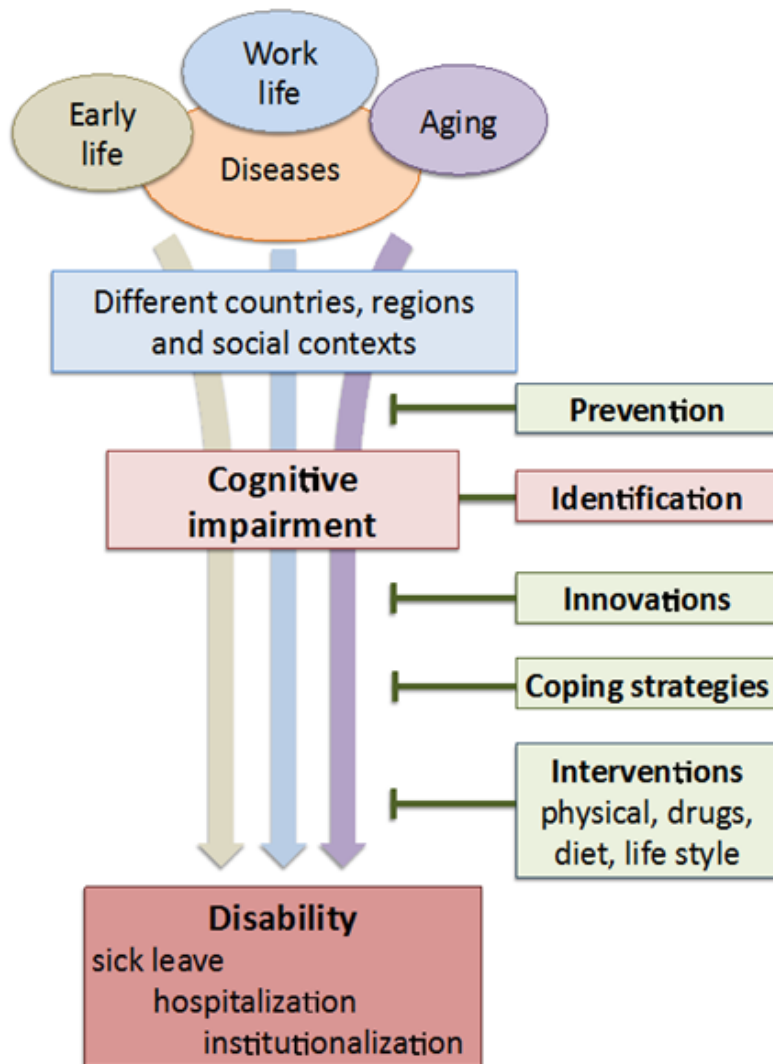 Work
life
Early
life
Aging
Diseases
Different countries, regions
and social contexts
Prevention
Cognitive
impairment
Identification
Innovations
Coping strategies
Interventions
physical, drugs,
diet, life style
Disability
sick leave
hospitalization
institutionalization